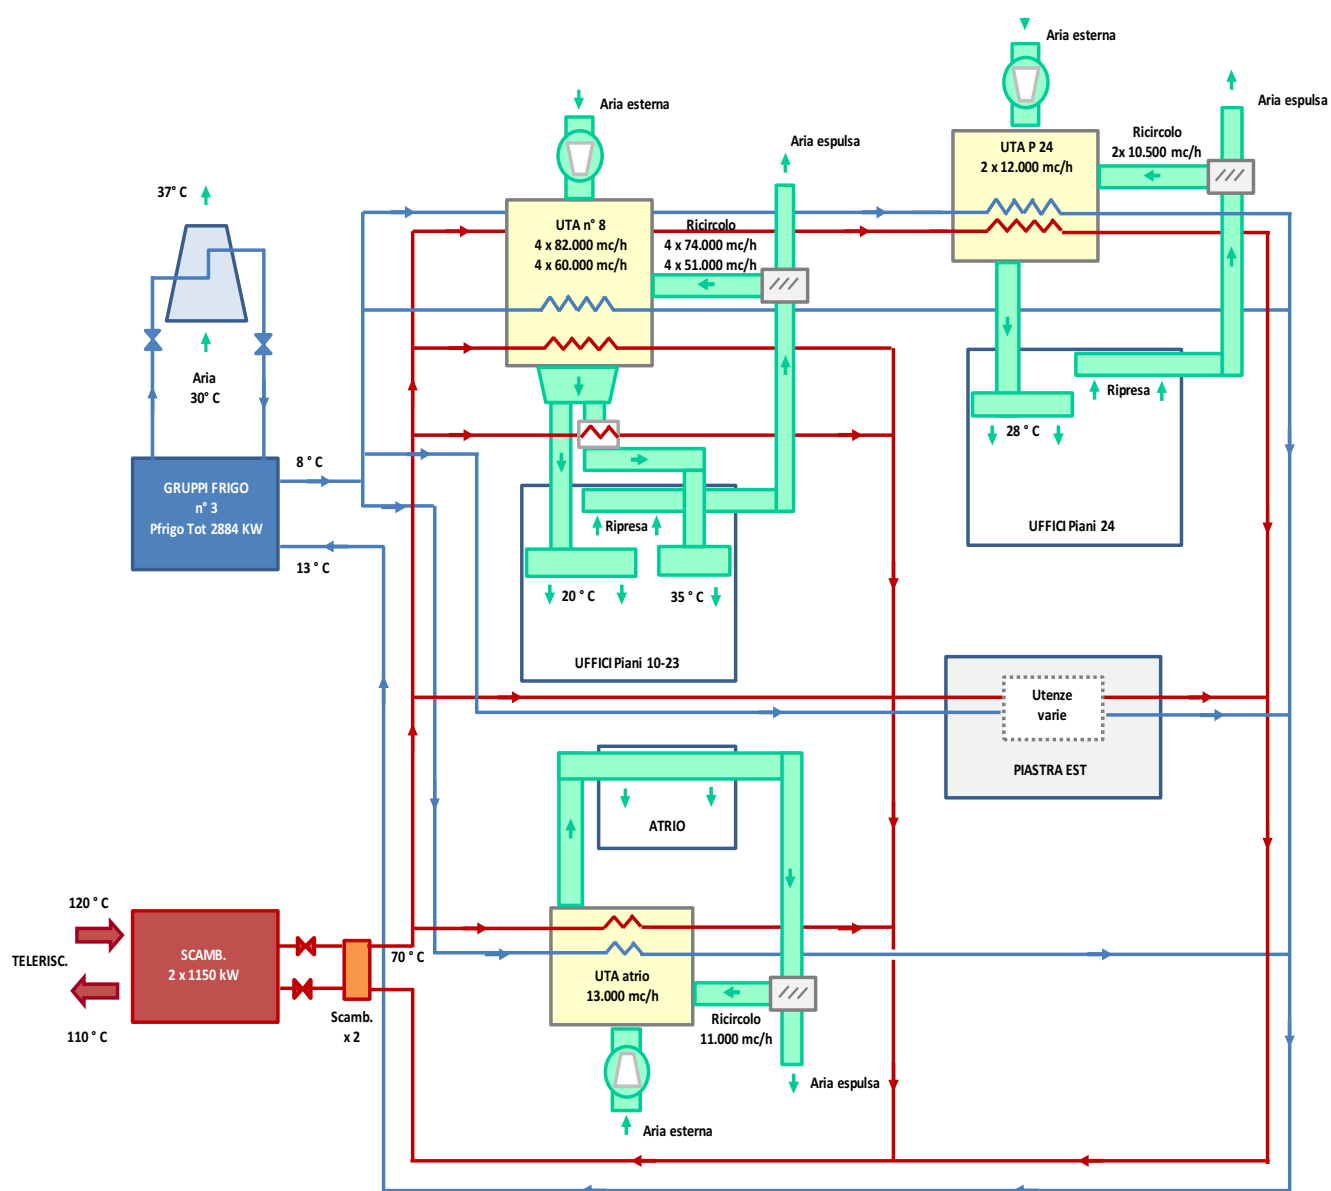 Aria esterna
Aria esterna
Aria espulsa
Aria espulsa
Ricircolo
2x 10.500 mc/h
UTA P 24
2 x 12.000 mc/h
37° C
UTA n° 8
4 x 82.000 mc/h
4 x 60.000 mc/h
Ricircolo
4 x 74.000 mc/h
4 x 51.000 mc/h
Aria
30° C
Ripresa
28 ° C
8 ° C
GRUPPI FRIGO
n° 3
Pfrigo Tot 2884 KW
13 ° C
Ripresa
UFFICI Piani 24
20 ° C
35 ° C
UFFICI Piani 10-23
Utenze
varie
PIASTRA EST
ATRIO
120 ° C
TELERISC.
110 ° C
SCAMB.
2 x 1150 kW
70 ° C
Scamb.
x 2
UTA atrio
13.000 mc/h
Ricircolo
11.000 mc/h
Aria espulsa
Aria esterna